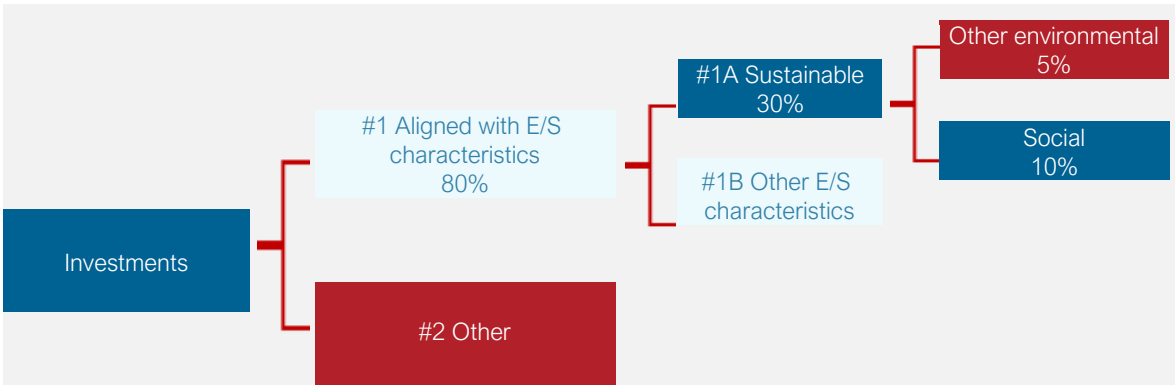 Investments
#1 Aligned with E/S
characteristics
80%
#2 Other
#1A Sustainable
30%
#1B Other E/S
characteristics
Other environmental
5%
Social
10%